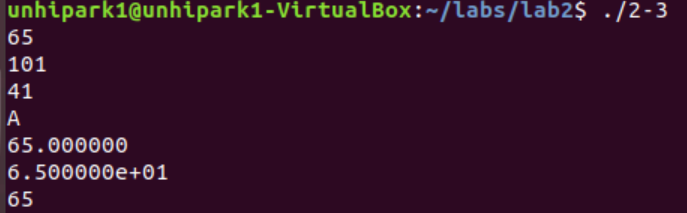 unhipark1@unhipark1-VirtualBox:~/labs/lab2$ ./2-3
65
101
41
A
65.000000
6.500000e+01
65